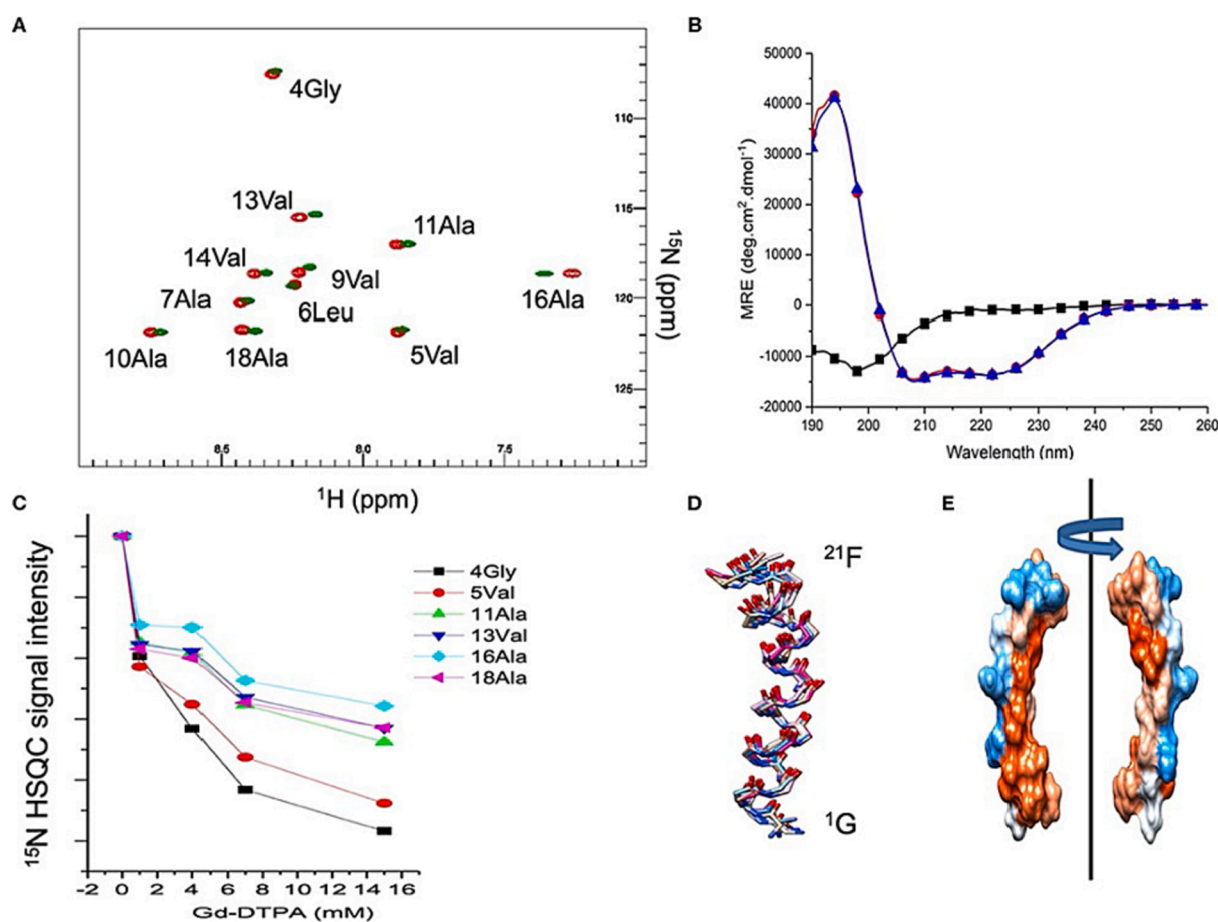 A
4Gly
13Val
11Ala
14Val
9Val
7Ala
6Leu
16Ala
10Ala
18Ala
5Val
110
115
120
125
8.5
8.0
7.5
15N (ppm)
1H (ppm)
B
50000
40000
30000
20000
10000
0
-10000
-20000
MRE (deg.cm2.dmol-1)
190 200 210 220 230 240 250 260
Wavelength (nm)
C
15N HSQC signal intensity
4Gly
5Val
11Ala
13Val
16Ala
18Ala
-2 0 2 4 6 8 10 12 14 16
Gd-DTPA (mM)
D
21F
1G
E